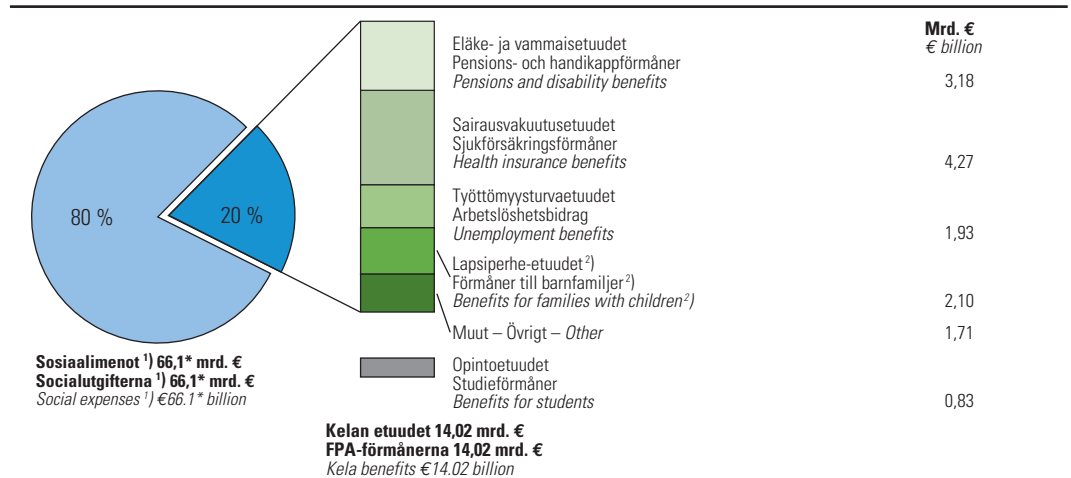 Mrd. €
€ billion
Eläke- ja vammaisetuudet
Pensions- och handikappförmåner
Pensions and disability benefits 3,18
Sairausvakuutusetuudet
Sjukförsäkringsförmåner
Health insurance benefits 4,27
80 %
20 %
Työttömyysturvaetuudet
Arbetslöshetsbidrag
Unemployment benefits 1,93
Lapsiperhe-etuudet ²)
Förmåner till barnfamiljer ²)
Benefits for families with children ²) 2,10
Muut – Övrigt – Other 1,71
Sosiaalimenot ¹) 66,1* mrd. €
Socialutgifterna ¹) 66,1* mrd. €
Social expenses ¹) €66.1* billion
Opintoetuudet
Studieförmåner
Benefits for students 0,83
Kelan etuudet 14,02 mrd. €
FPA-förmånerna 14,02 mrd. €
Kela benefits €14.02 billion